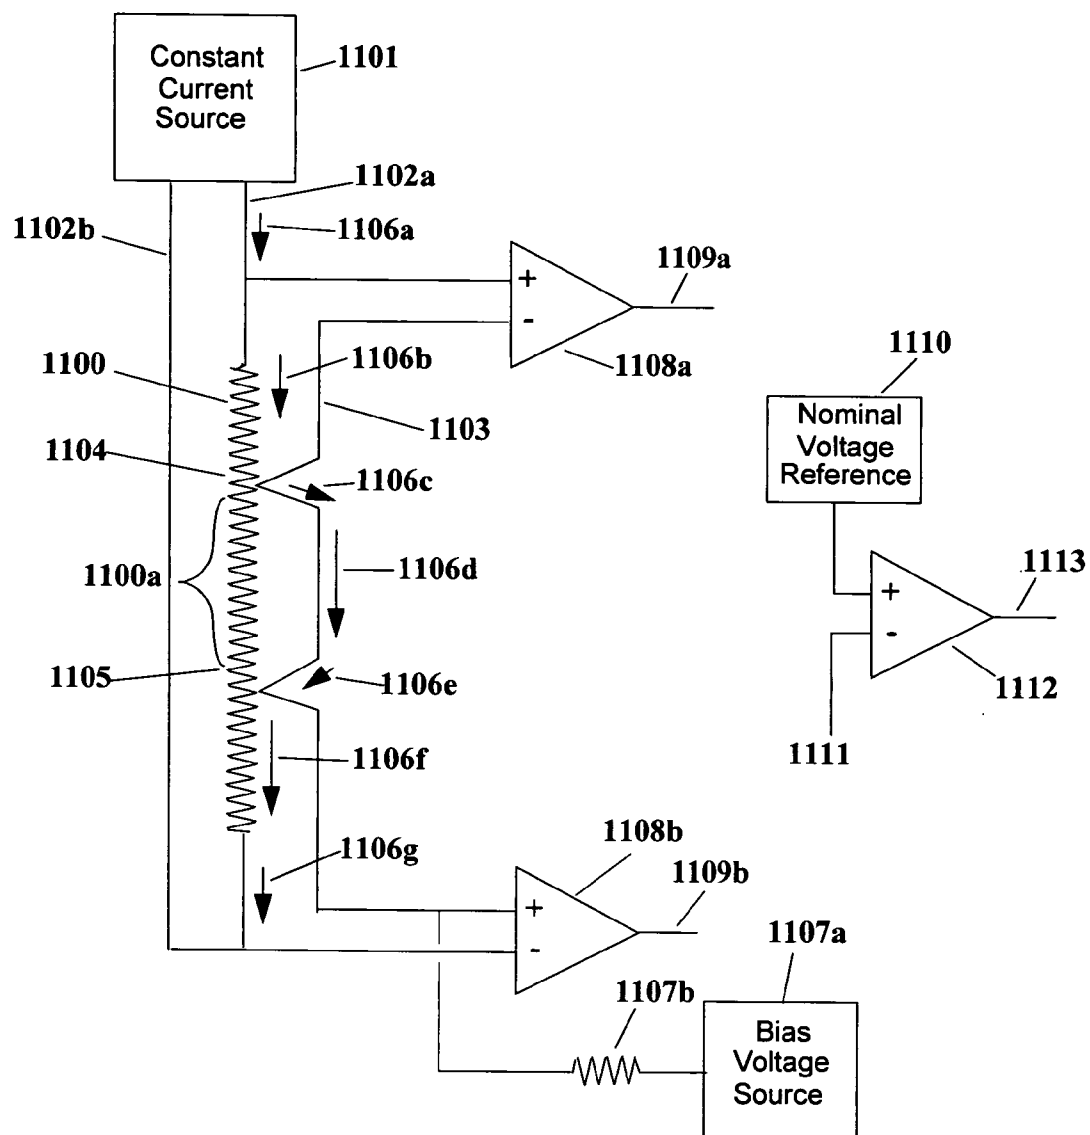 Constant
Current
Source
1101
1102a
1102b
1106a
1109a
+
-
1108a
1100
1106b
1110
1103
Nominal
Voltage
Reference
1104
1106c
1100a
1106d
1113
+
-
1105
1106e
1112
1111
1106f
1106g
1108b
1109b
+
-
1107a
1107b
Bias
Voltage
Source